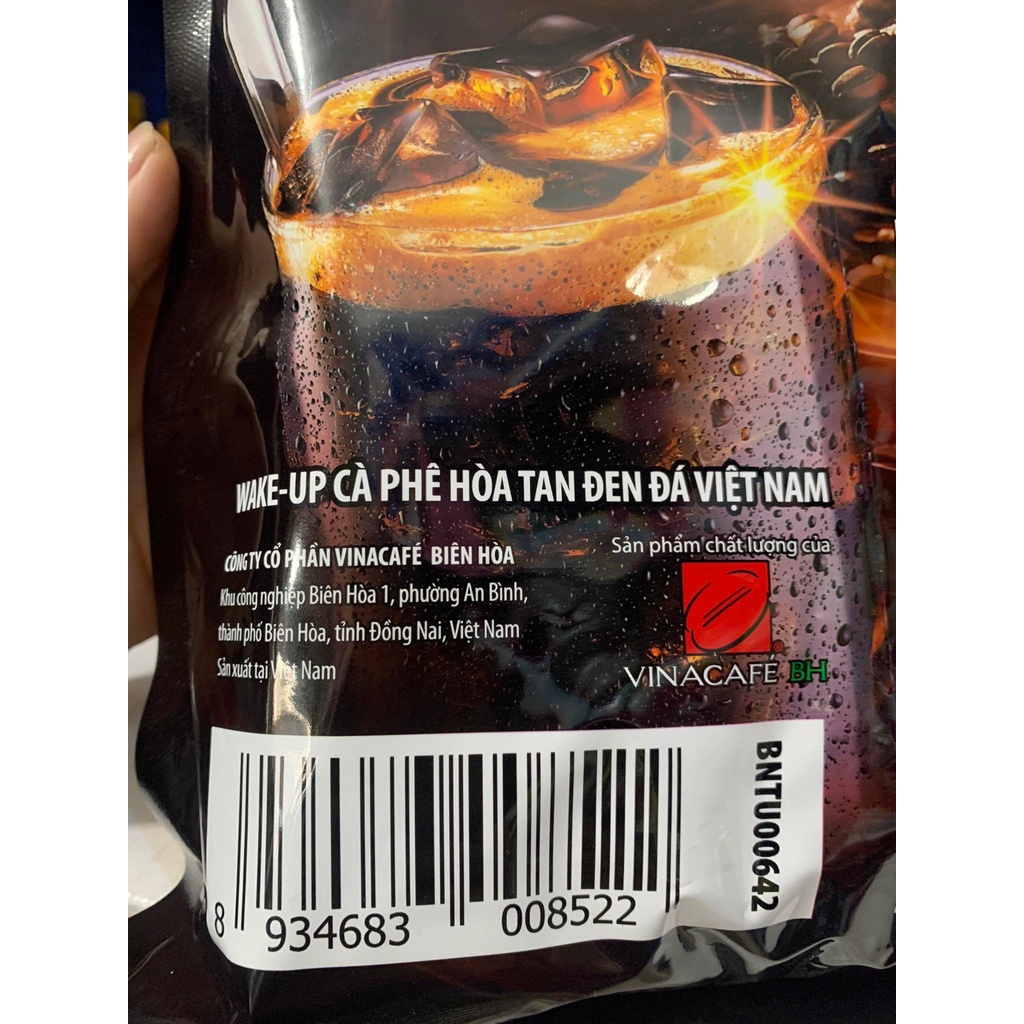 WAKE-UP CÀ PHÊ HÒA TAN ĐEN ĐÁ VIỆT NAM
CÔNG TY CỔ PHẦN VINACAFÉ BIÊN HÒA
Khu công nghiệp Biên Hòa 1, phường An Bình,
thành phố Biên Hòa, tỉnh Đồng Nai, Việt Nam
Sản xuất tại Việt Nam
Sản phẩm chất lượng của
VINACAFÉ BH
BNTU00642
8 934683 008522